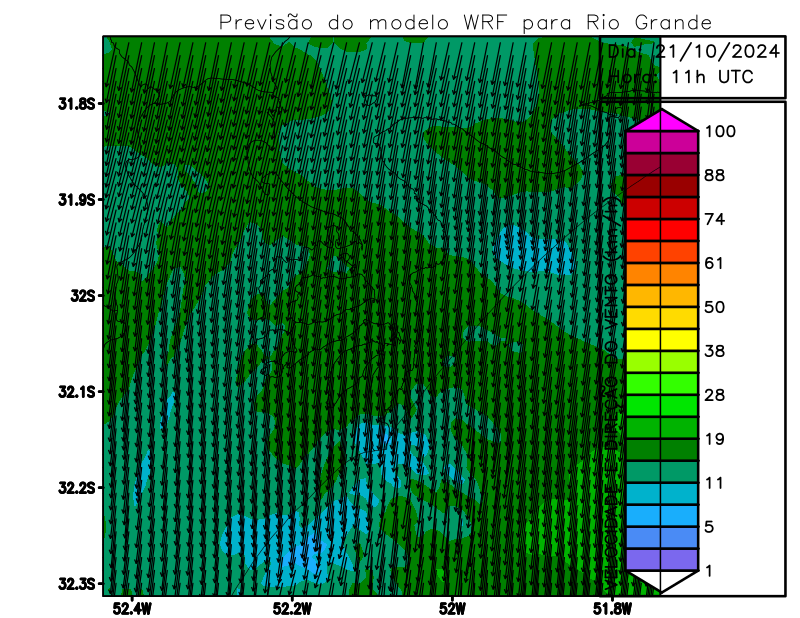 Previsão do modelo WRF para Rio Grande
Dia: 21/10/2024
Hora: 11h UTC
31.8S
31.9S
32S
32.1S
32.2S
32.3S
52.4W
52.2W
52W
51.8W
100
88
74
61
50
38
28
19
11
5
1
VELOCIDADE E DIREÇÃO DO VENTO (km/h)